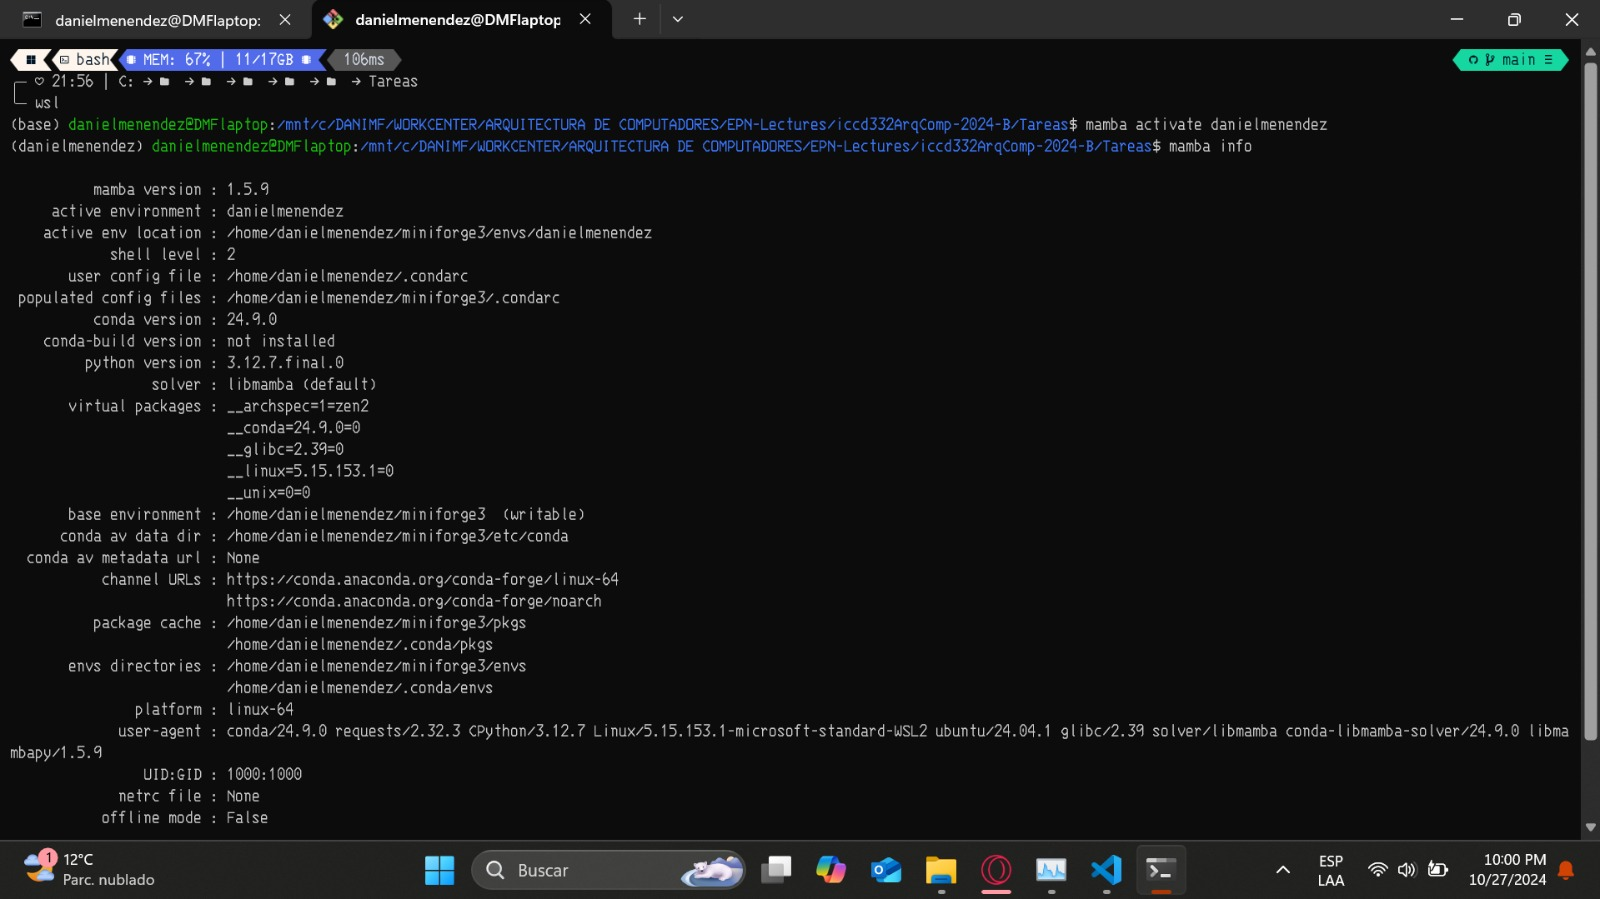 danielmenendez@DMFlaptop:
danielmenendez@DMFlaptop
bash MEM: 67% | 11/17GB 106ms
main
21:56 | C: → → → → → → Tareas
wsl
(base) danielmenendez@DMFlaptop:/mnt/c/DANIMF/WORKCENTER/ARQUITECTURA DE COMPUTADORES/EPN-Lectures/iccd332ArqComp-2024-B/Tareas$ mamba activate danielmenendez
(danielmenendez) danielmenendez@DMFlaptop:/mnt/c/DANIMF/WORKCENTER/ARQUITECTURA DE COMPUTADORES/EPN-Lectures/iccd332ArqComp-2024-B/Tareas$ mamba info
mamba version : 1.5.9
active environment : danielmenendez
active env location : /home/danielmenendez/miniforge3/envs/danielmenendez
shell level : 2
user config file : /home/danielmenendez/.condarc
populated config files : /home/danielmenendez/miniforge3/.condarc
conda version : 24.9.0
conda-build version : not installed
python version : 3.12.7.final.0
solver : libmamba (default)
virtual packages : __archspec=1=zen2
__conda=24.9.0=0
__glibc=2.39=0
__linux=5.15.153.1=0
__unix=0=0
base environment : /home/danielmenendez/miniforge3 (writable)
conda av data dir : /home/danielmenendez/miniforge3/etc/conda
conda av metadata url : None
channel URLs : https://conda.anaconda.org/conda-forge/linux-64
https://conda.anaconda.org/conda-forge/noarch
package cache : /home/danielmenendez/miniforge3/pkgs
/home/danielmenendez/.conda/pkgs
envs directories : /home/danielmenendez/miniforge3/envs
/home/danielmenendez/.conda/envs
platform : linux-64
user-agent : conda/24.9.0 requests/2.32.3 CPython/3.12.7 Linux/5.15.153.1-microsoft-standard-WSL2 ubuntu/24.04.1 glibc/2.39 solver/libmamba conda-libmamba-solver/24.9.0 libma
mbapy/1.5.9
UID:GID : 1000:1000
netrc file : None
offline mode : False
1
12°C
Parc. nublado
Buscar
ESP
LAA
10:00 PM
10/27/2024